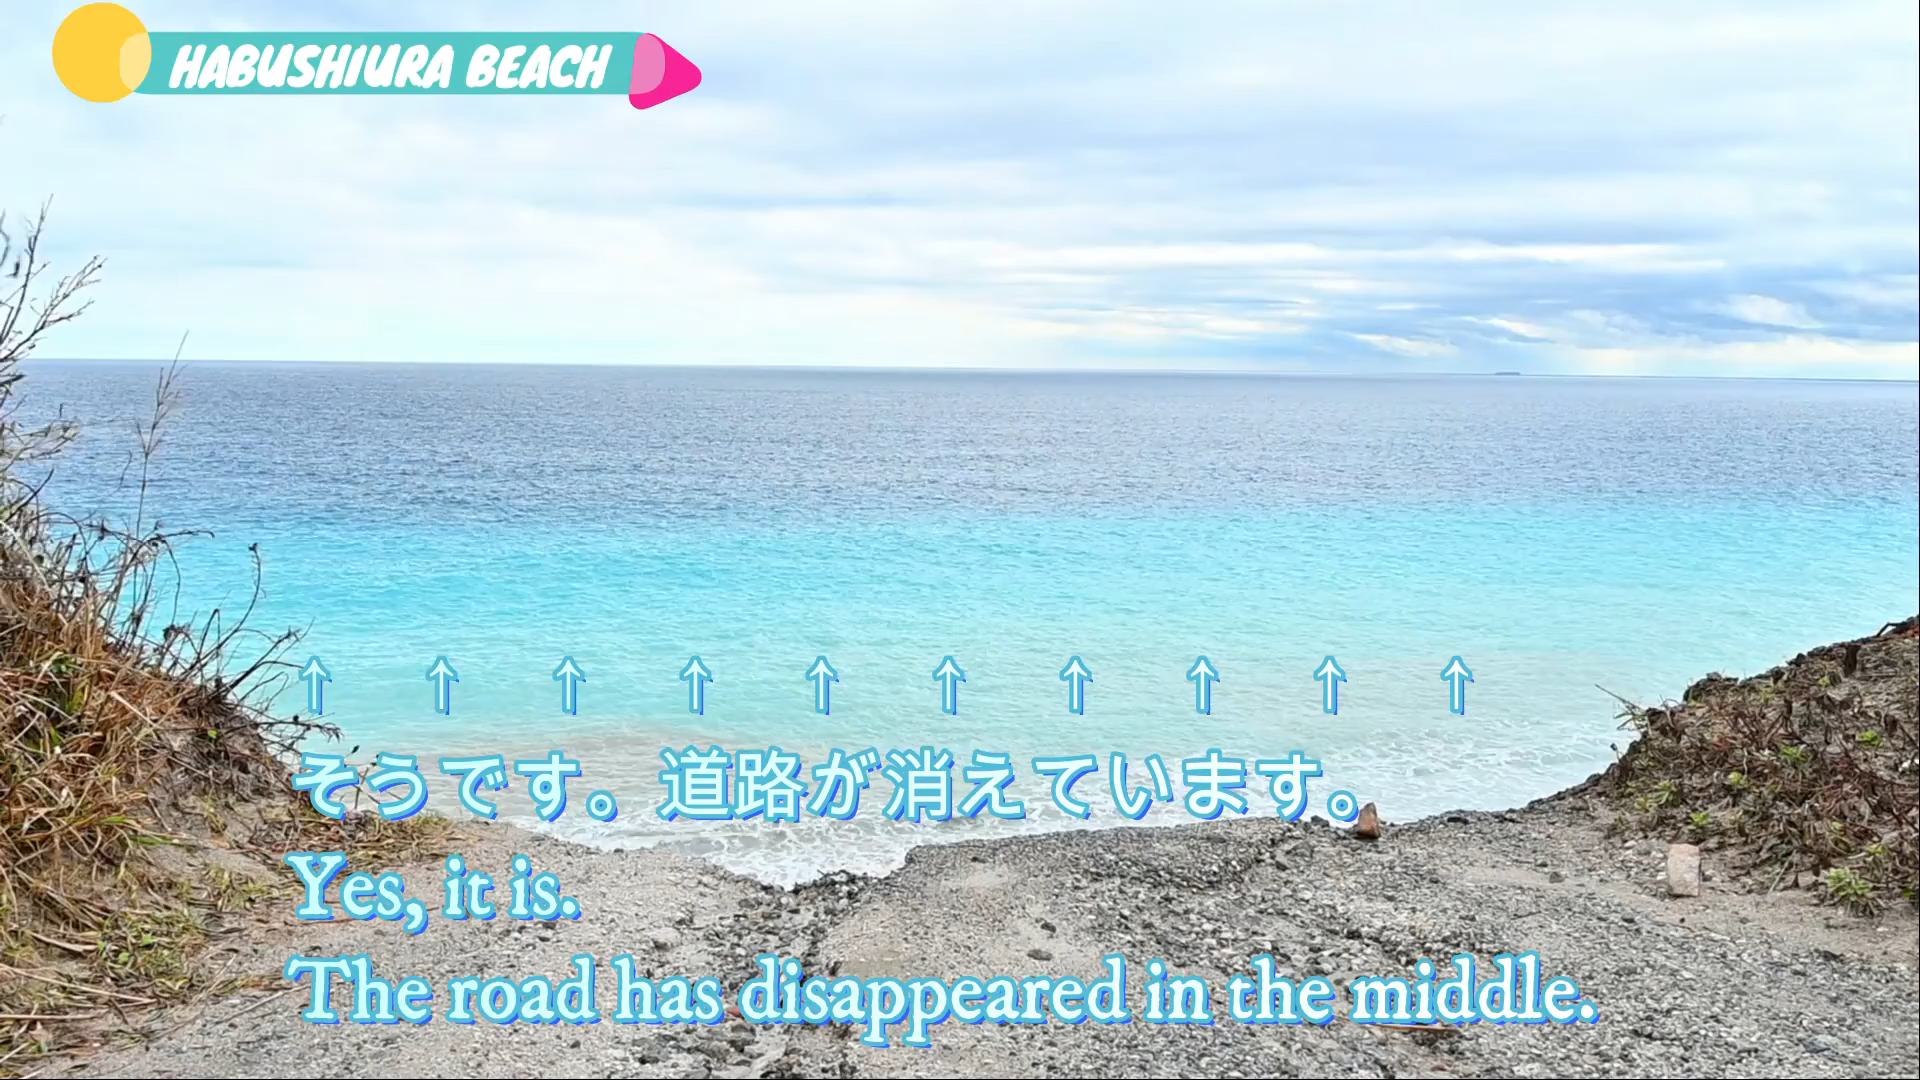 HABUSHIURA BEACH
↑ ↑ ↑ ↑ ↑ ↑ ↑ ↑ ↑ ↑
そうです。道路が消えています。
Yes, it is.
The road has disappeared in the middle.